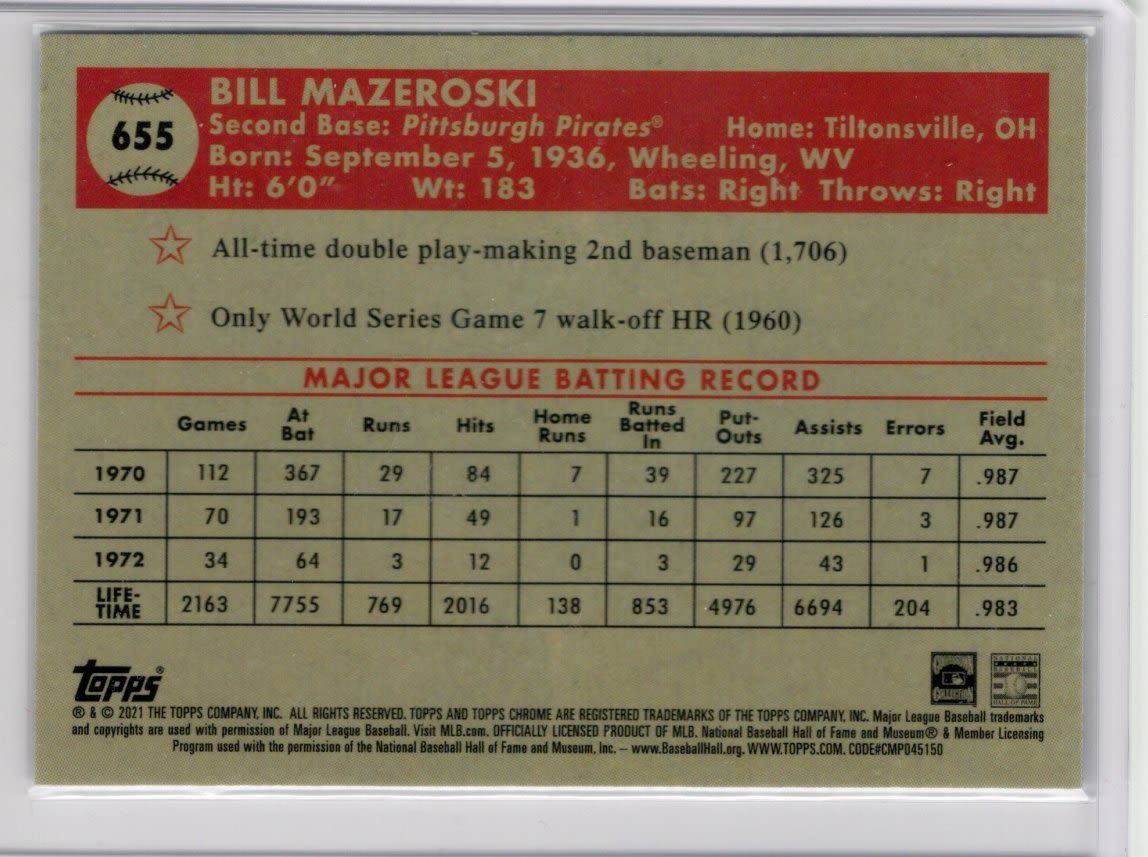 655
BILL MAZEROSKI
Second Base: Pittsburgh Pirates® Home: Tiltonsville, OH
Born: September 5, 1936, Wheeling, WV
Ht: 6'0" Wt: 183 Bats: Right Throws: Right
All-time double play-making 2nd baseman (1,706)
Only World Series Game 7 walk-off HR (1960)
MAJOR LEAGUE BATTING RECORD
Games At Bat Runs Hits Home Runs Runs Batted In Put-Outs Assists Errors Field Avg.
1970 112 367 29 84 7 39 227 325 7 .987
1971 70 193 17 49 1 16 97 126 3 .987
1972 34 64 3 12 0 3 29 43 1 .986
LIFE-TIME 2163 7755 769 2016 138 853 4976 6694 204 .983
Topps®
COOPERSTOWN COLLECTION
NATIONAL BASEBALL HALL OF FAME
® & © 2021 THE TOPPS COMPANY, INC. ALL RIGHTS RESERVED. TOPPS AND TOPPS CHROME ARE REGISTERED TRADEMARKS OF THE TOPPS COMPANY, INC. Major League Baseball trademarks
and copyrights are used with permission of Major League Baseball. Visit MLB.com. OFFICIALLY LICENSED PRODUCT OF MLB. National Baseball Hall of Fame and Museum® & Member Licensing
Program used with the permission of the National Baseball Hall of Fame and Museum, Inc. – www.BaseballHall.org. WWW.TOPPS.COM. CODE#CMP045150